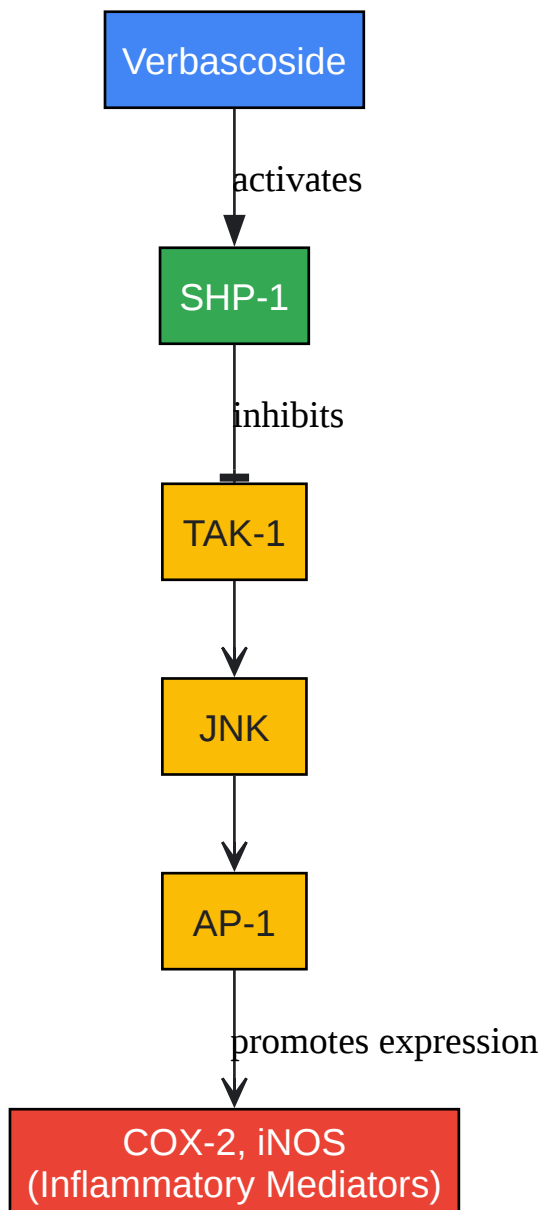 Verbascoside
activates
SHP-1
inhibits
TAK-1
JNK
AP-1
promotes expression
COX-2, iNOS
(Inflammatory Mediators)